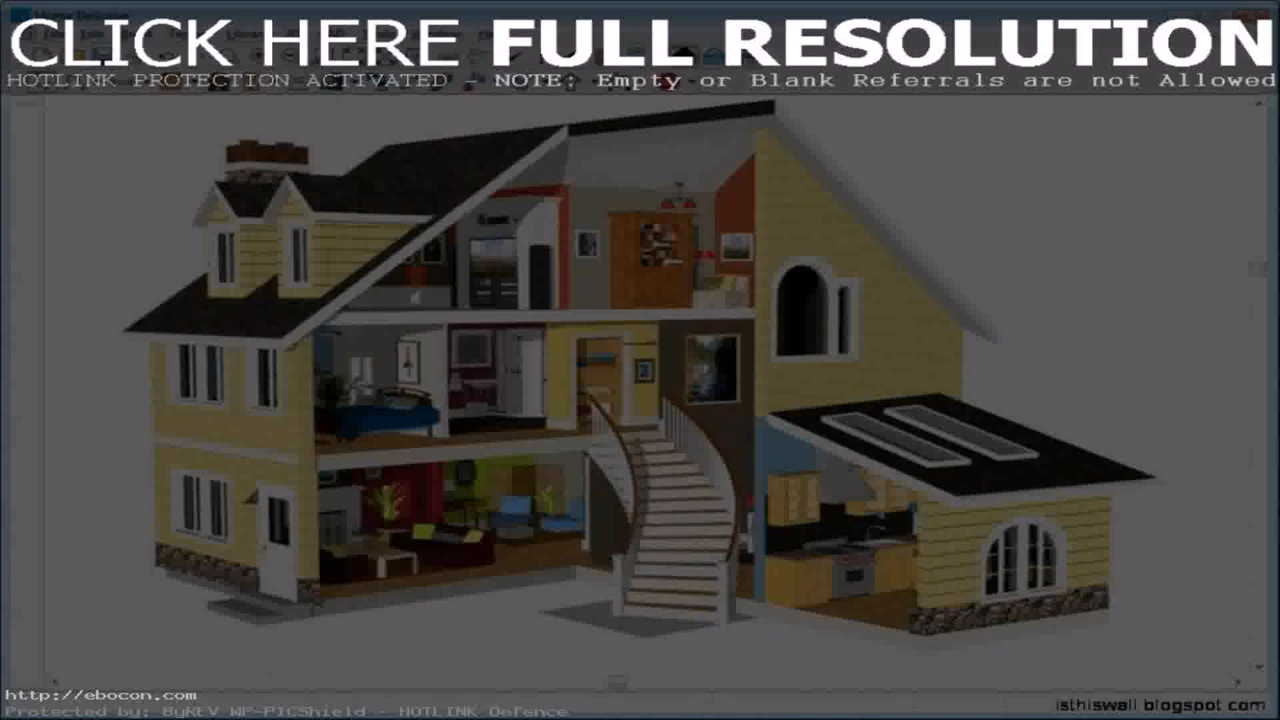 CLICK HERE FULL RESOLUTION
HOTLINK PROTECTION ACTIVATED - NOTE: Empty or Blank Referrals are not Allowed
http://ebocon.com
Protected by: ByREV WP-PICShield - HOTLINK Defence
isthiswall.blogspot.com